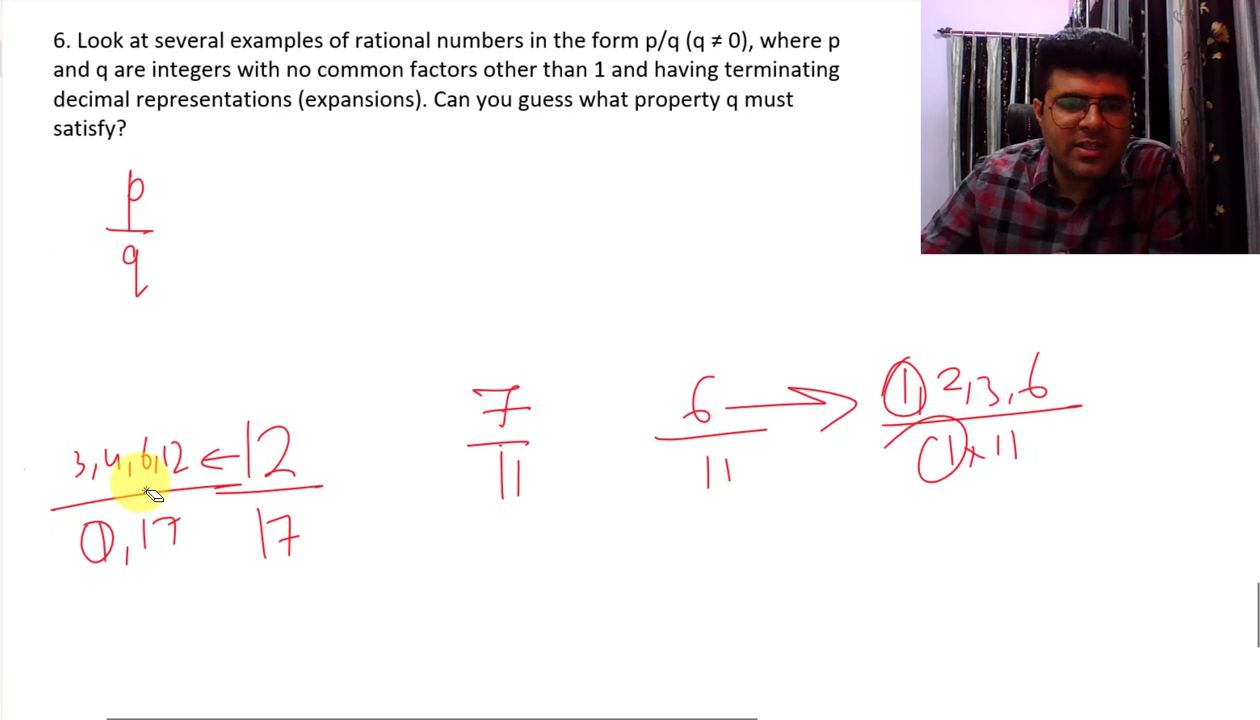 6. Look at several examples of rational numbers in the form p/q (q ≠ 0), where p
and q are integers with no common factors other than 1 and having terminating
decimal representations (expansions). Can you guess what property q must
satisfy?
p
q
1, 2, 3, 6
7
6
1 × 11
3, 4, 6, 12 ← 12
11
11
1, 17
17